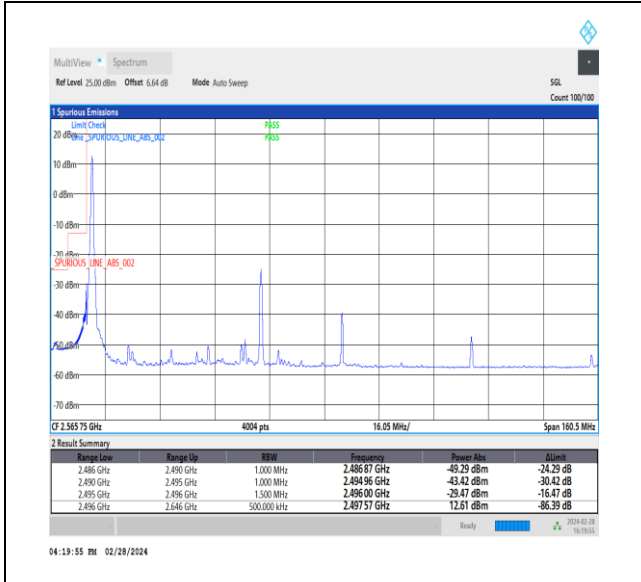 MultiView Spectrum
Ref Level 25.00 dBm Offset 6.64 dB Mode Auto Sweep SGL
Count 100/100
1 Spurious Emissions
Limit Check PASS
20 dBm Line _SPURIOUS_LINE_ABS_002 PASS
10 dBm
0 dBm
-10 dBm
-20 dBm
_SPURIOUS_LINE_ABS_002
-30 dBm
-40 dBm
-50 dBm
-60 dBm
-70 dBm
CF 2.565 75 GHz 4004 pts 16.05 MHz/ Span 160.5 MHz
2 Result Summary
Range Low Range Up RBW Frequency Power Abs ΔLimit
2.486 GHz 2.490 GHz 1.000 MHz 2.486 87 GHz -49.29 dBm -24.29 dB
2.490 GHz 2.495 GHz 1.000 MHz 2.494 96 GHz -43.42 dBm -30.42 dB
2.495 GHz 2.496 GHz 1.500 MHz 2.496 00 GHz -29.47 dBm -16.47 dB
2.496 GHz 2.646 GHz 500.000 kHz 2.497 57 GHz 12.61 dBm -86.39 dB
Ready 2024-02-28
16:19:55
04:19:55 PM 02/28/2024